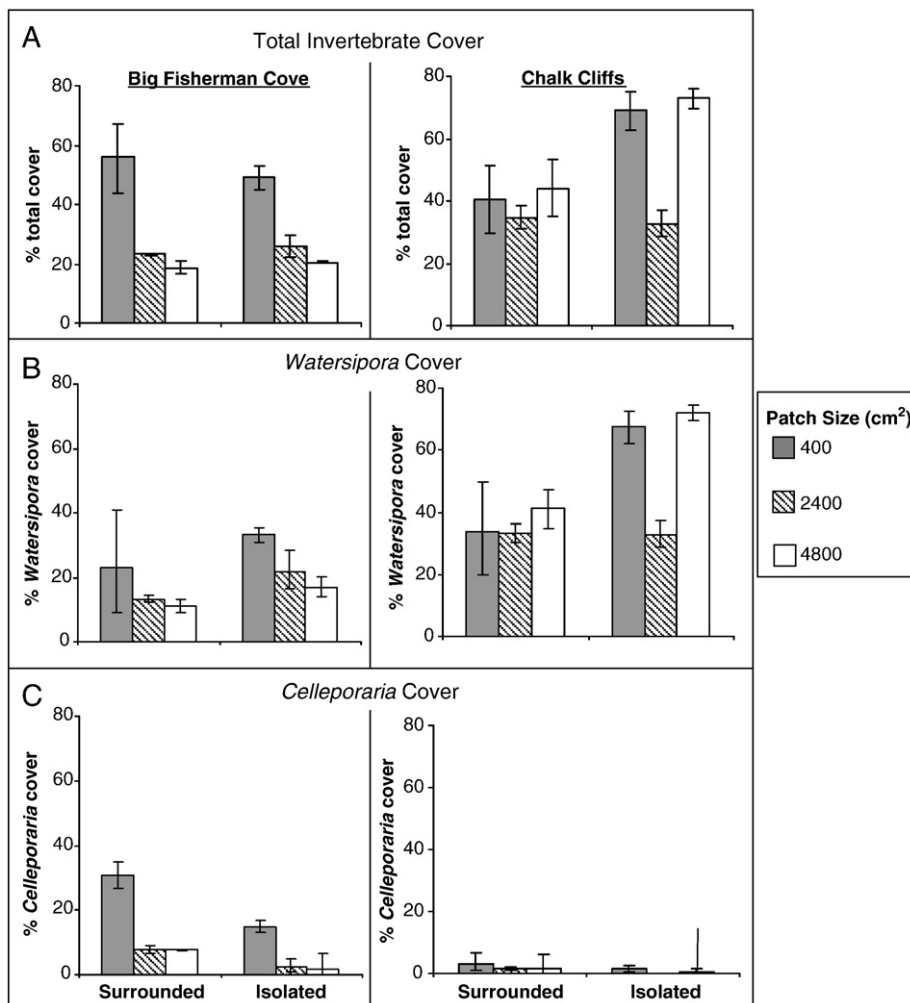 A
Total Invertebrate Cover
Big Fisherman Cove
Chalk Cliffs
% total cover
80
60
40
20
0
% total cover
80
60
40
20
0
B
Watersipora Cover
% Watersipora cover
80
60
40
20
0
% Watersipora cover
80
60
40
20
0
Patch Size (cm²)
400
2400
4800
C
Celleporaria Cover
% Celleporaria cover
80
60
40
20
0
% Celleporaria cover
80
60
40
20
0
Surrounded
Isolated
Surrounded
Isolated